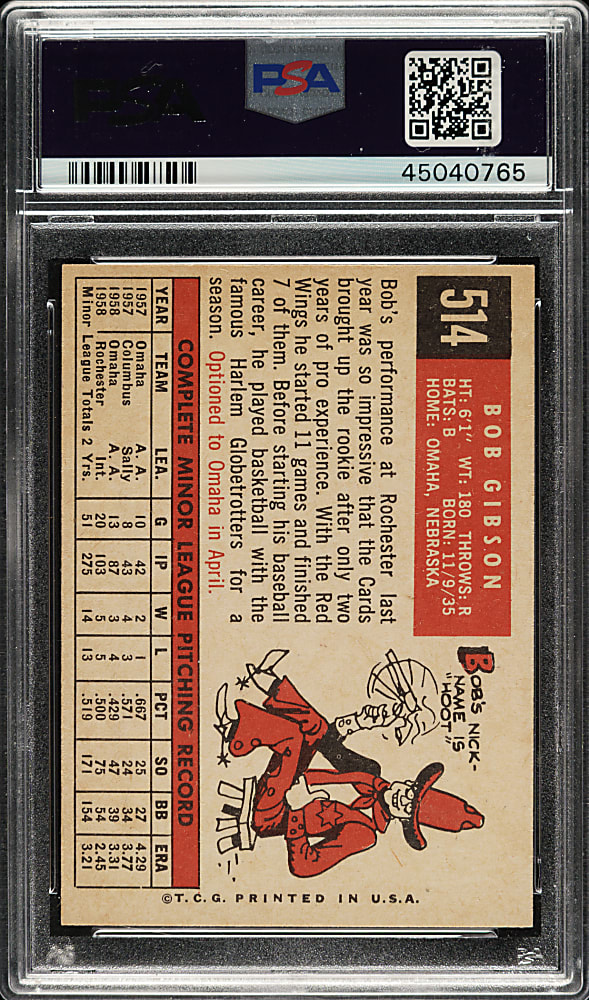 PSA
PSA
45040765
514
BOB GIBSON
HT: 6'1" WT: 180 THROWS: R
BATS: B BORN: 11/9/35
HOME: OMAHA, NEBRASKA
Bob's performance at Rochester last
year was so impressive that the Cards
brought up the rookie after only two
years of pro experience. With the Red
Wings he started 11 games and finished
7 of them. Before starting his baseball
career, he played basketball with the
famous Harlem Globetrotters for a
season. Optioned to Omaha in April.
BOB'S NICK-
NAME IS
"HOOT"
COMPLETE MINOR LEAGUE PITCHING RECORD
YEAR TEAM LEA. G IP W L PCT SO BB ERA
1957 Omaha A. A. 10 42 2 1 .667 25 27 4.29
1957 Columbus Sally 8 43 4 3 .571 24 34 3.77
1958 Omaha A. A. 13 87 3 4 .429 47 39 3.31
1958 Rochester Int. 20 103 5 5 .500 75 54 2.45
Minor League Totals 2 Yrs. 51 275 14 13 .519 171 154 3.21
©T.C.G. PRINTED IN U.S.A.